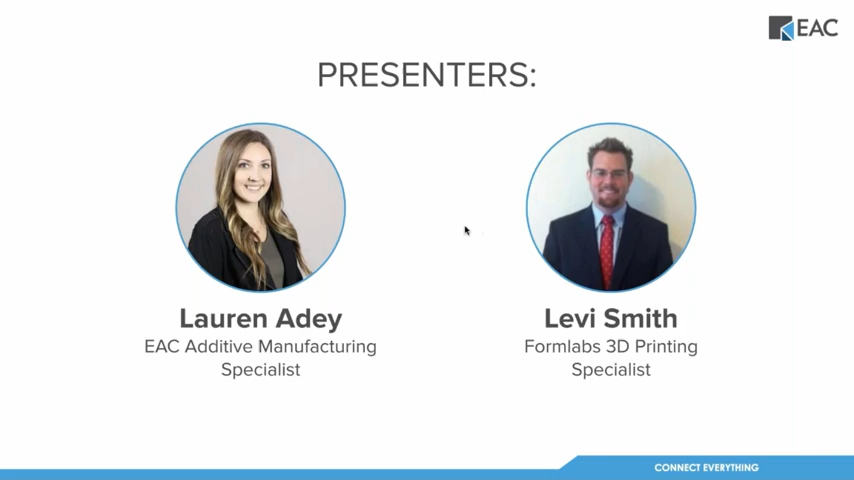 EAC
PRESENTERS:
Lauren Adey
EAC Additive Manufacturing
Specialist
Levi Smith
Formlabs 3D Printing
Specialist
CONNECT EVERYTHING